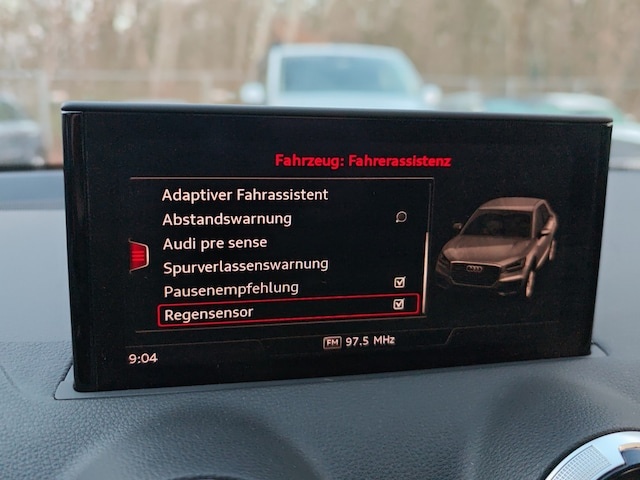 Fahrzeug: Fahrerassistenz
Adaptiver Fahrassistent
Abstandswarnung
Audi pre sense
Spurverlassenswarnung
Pausenempfehlung
Regensensor
FM 97.5 MHz
9:04